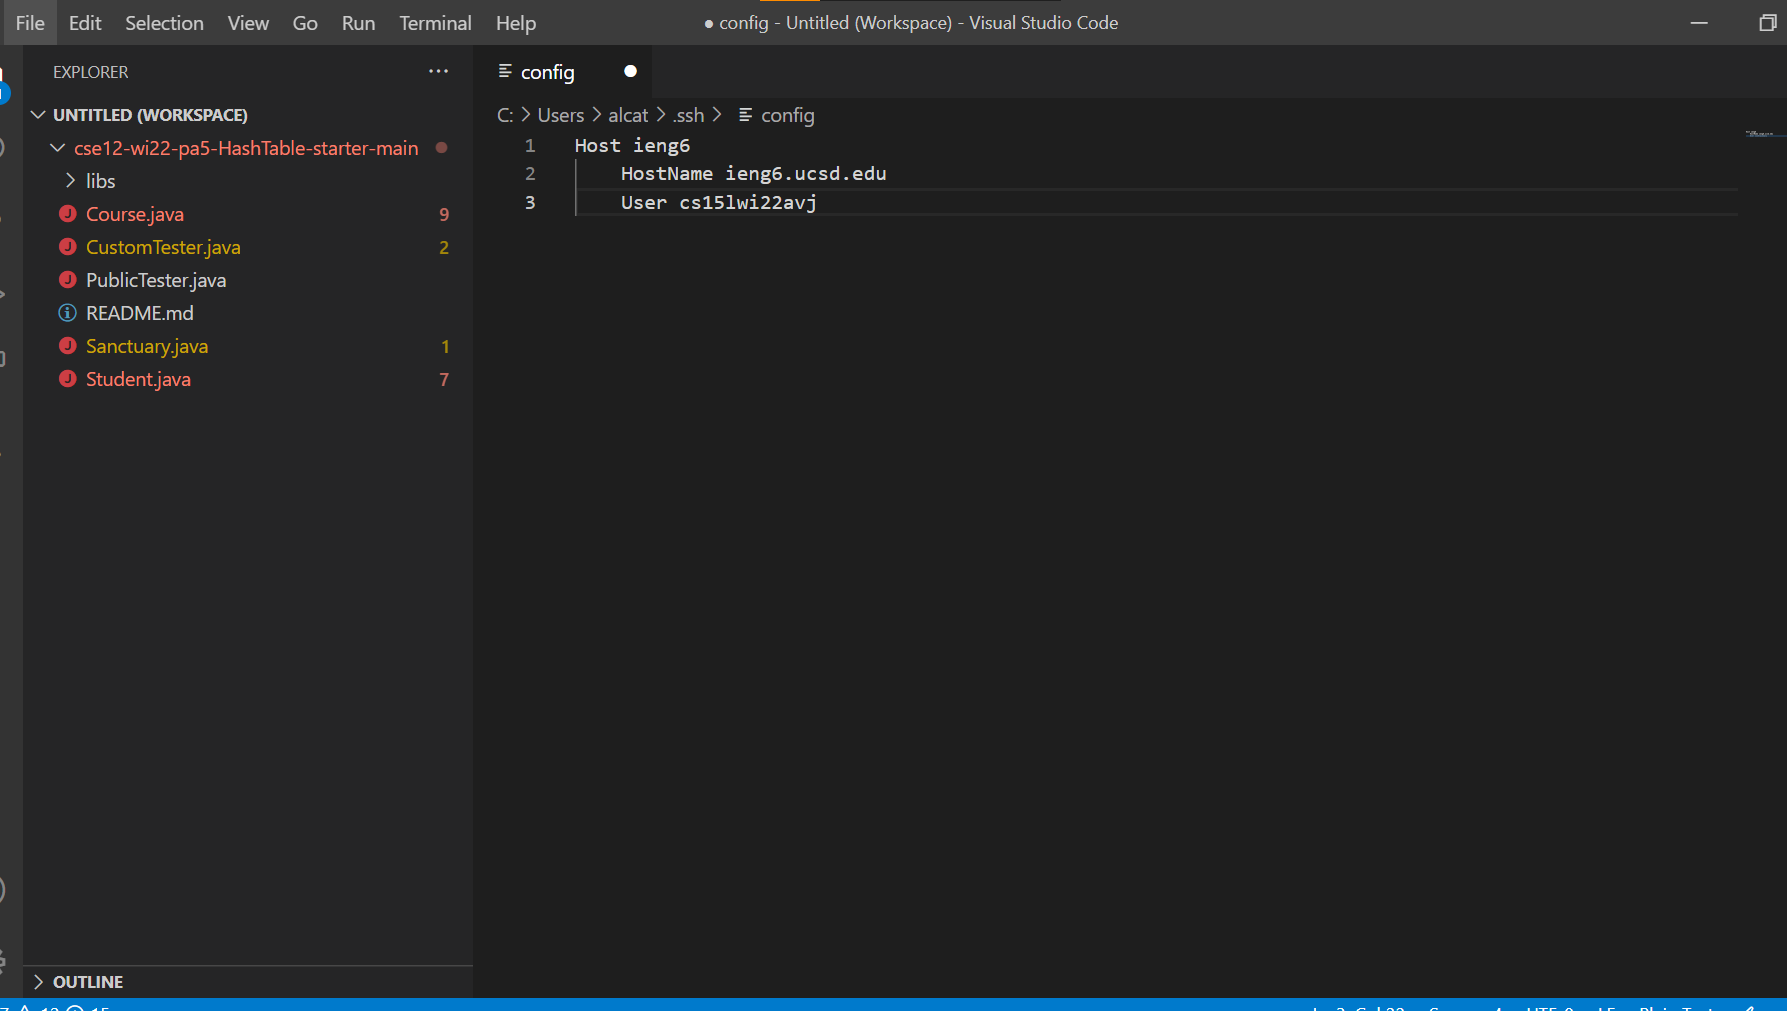 File Edit Selection View Go Run Terminal Help ● config - Untitled (Workspace) - Visual Studio Code
EXPLORER ···
UNTITLED (WORKSPACE)
cse12-wi22-pa5-HashTable-starter-main
libs
Course.java 9
CustomTester.java 2
PublicTester.java
README.md
Sanctuary.java 1
Student.java 7
OUTLINE
config
C: > Users > alcat > .ssh > config
1 Host ieng6
2 HostName ieng6.ucsd.edu
3 User cs15lwi22avj